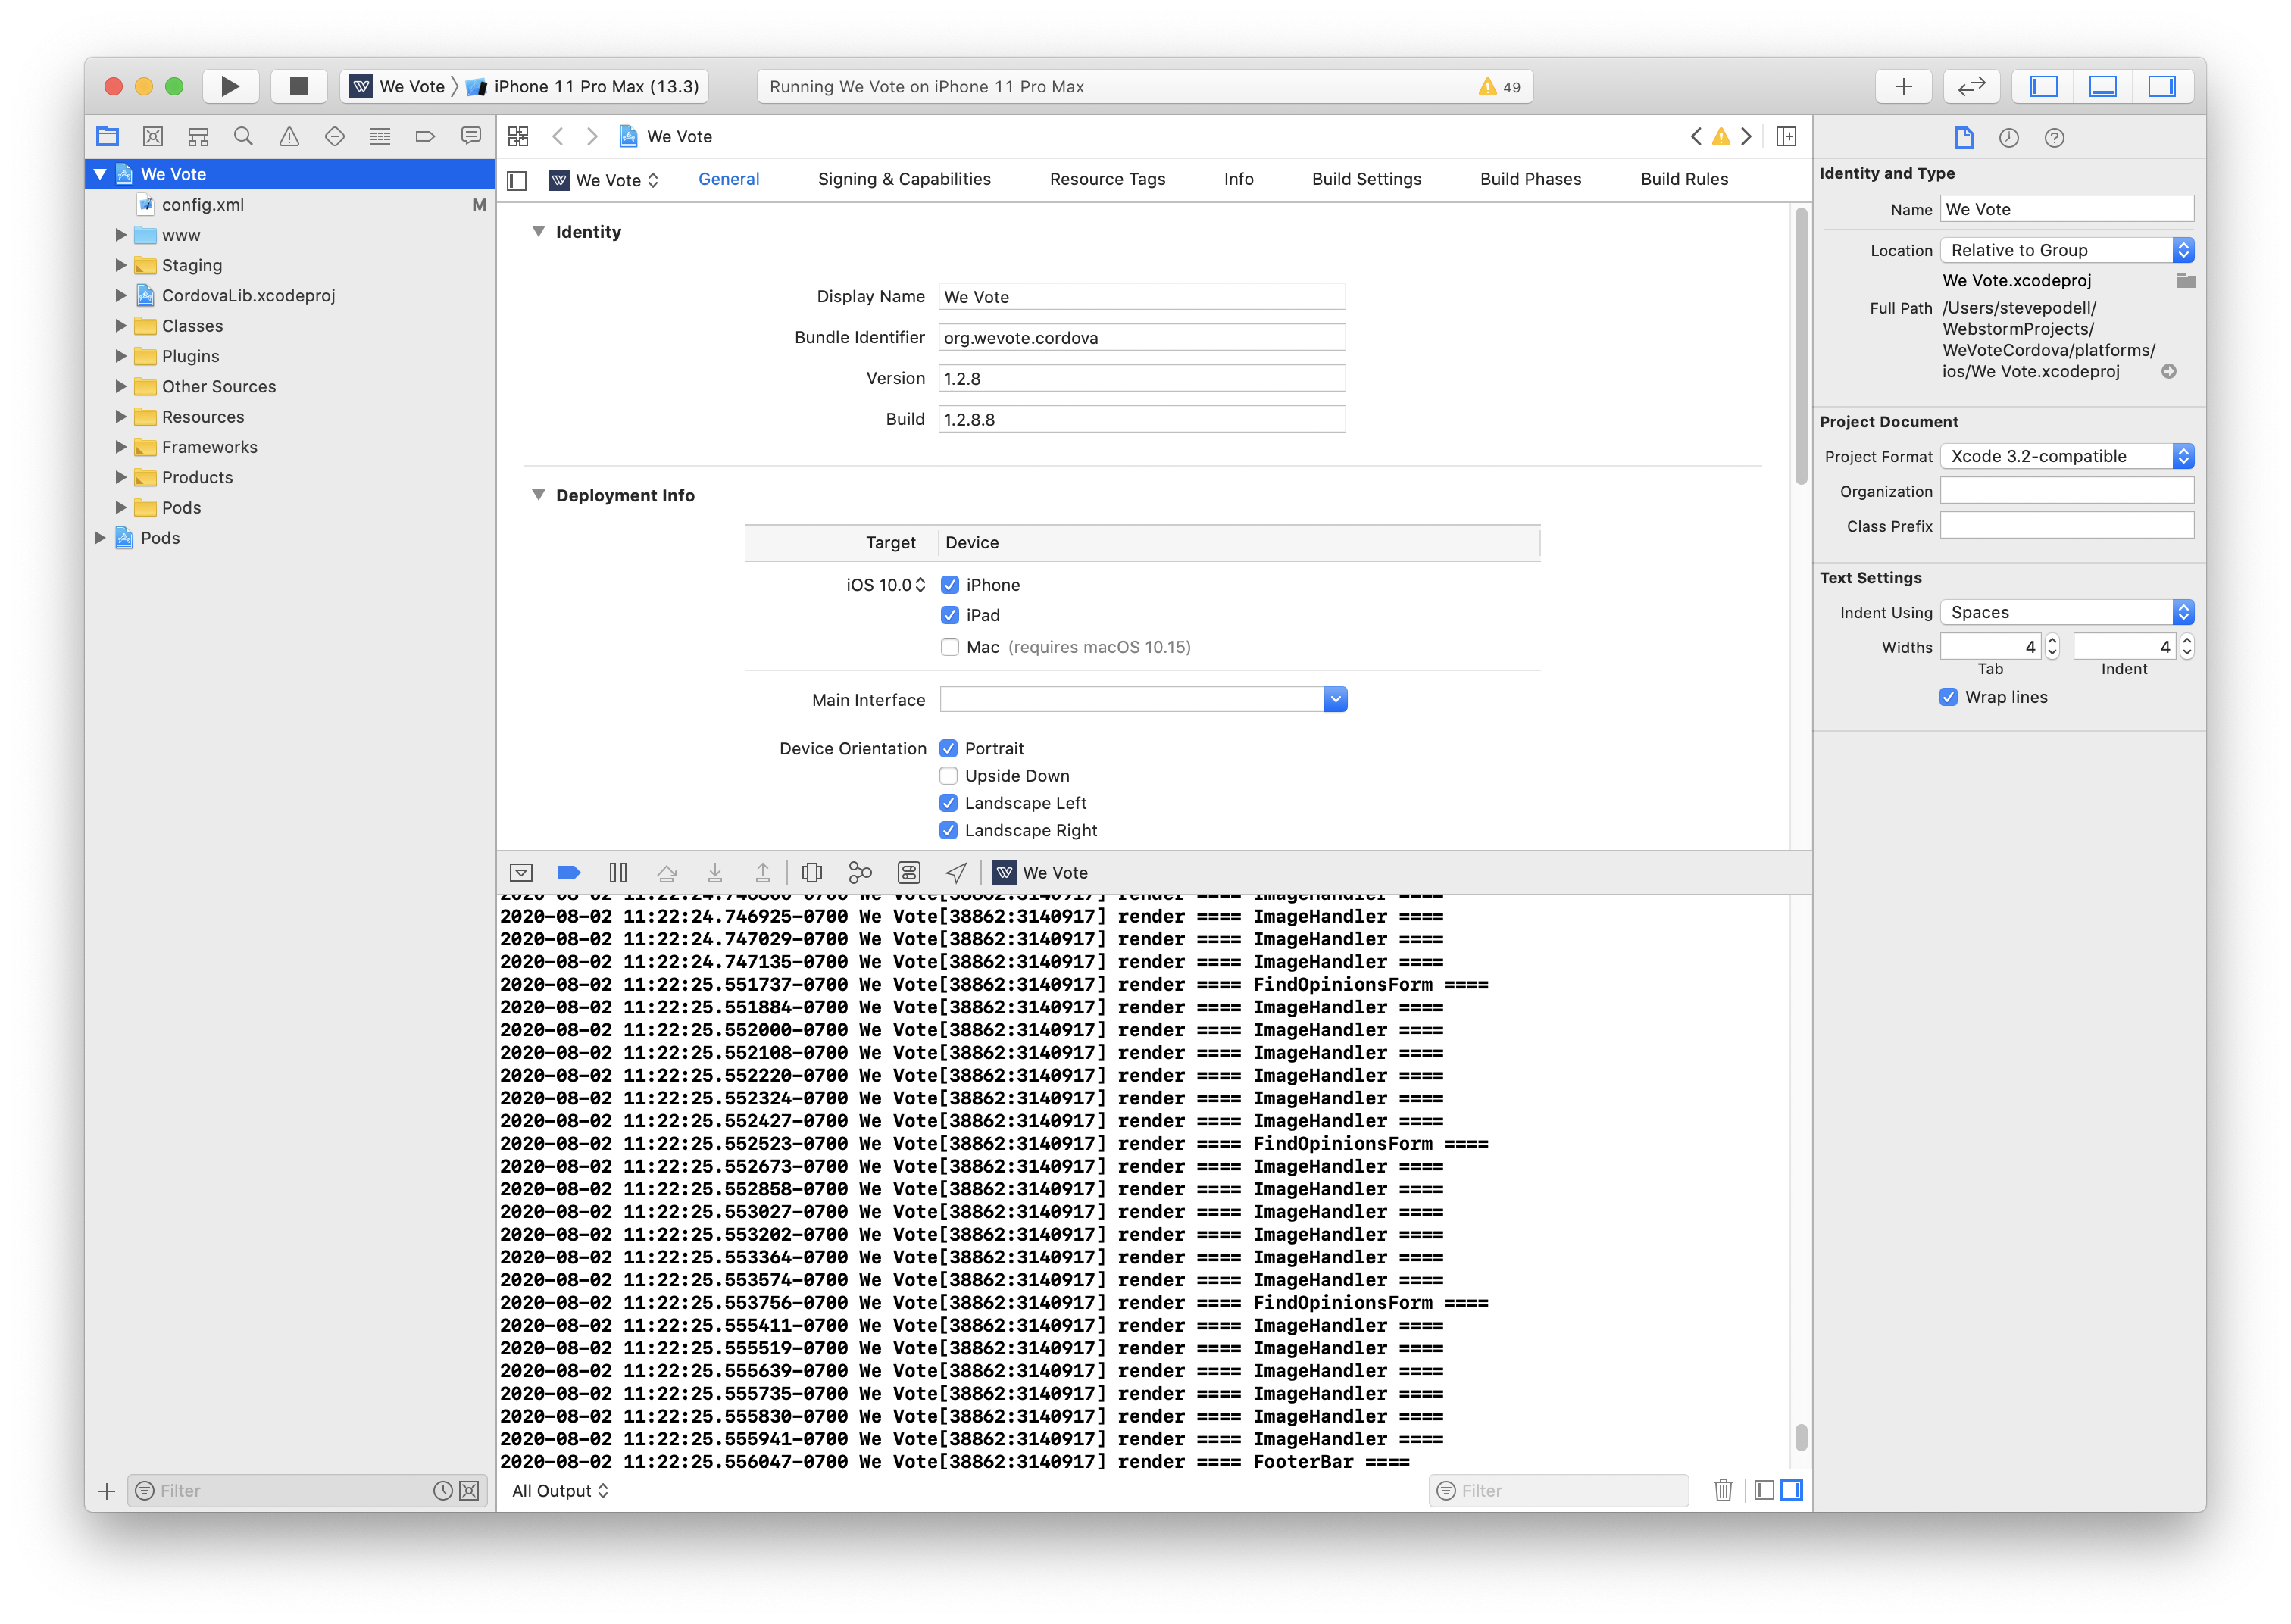 We Vote iPhone 11 Pro Max (13.3)
Running We Vote on iPhone 11 Pro Max
49
We Vote
config.xml M
www
Staging
CordovaLib.xcodeproj
Classes
Plugins
Other Sources
Resources
Frameworks
Products
Pods
Pods
Filter
We Vote
We Vote General Signing & Capabilities Resource Tags Info Build Settings Build Phases Build Rules
Identity
Display Name We Vote
Bundle Identifier org.wevote.cordova
Version 1.2.8
Build 1.2.8.8
Deployment Info
Target Device
iOS 10.0 iPhone
iPad
Mac (requires macOS 10.15)
Main Interface
Device Orientation Portrait
Upside Down
Landscape Left
Landscape Right
We Vote
2020-08-02 11:22:24.746925-0700 We Vote[38862:3140917] render ==== ImageHandler ====
2020-08-02 11:22:24.747029-0700 We Vote[38862:3140917] render ==== ImageHandler ====
2020-08-02 11:22:24.747135-0700 We Vote[38862:3140917] render ==== ImageHandler ====
2020-08-02 11:22:25.551737-0700 We Vote[38862:3140917] render ==== FindOpinionsForm ====
2020-08-02 11:22:25.551884-0700 We Vote[38862:3140917] render ==== ImageHandler ====
2020-08-02 11:22:25.552000-0700 We Vote[38862:3140917] render ==== ImageHandler ====
2020-08-02 11:22:25.552108-0700 We Vote[38862:3140917] render ==== ImageHandler ====
2020-08-02 11:22:25.552220-0700 We Vote[38862:3140917] render ==== ImageHandler ====
2020-08-02 11:22:25.552324-0700 We Vote[38862:3140917] render ==== ImageHandler ====
2020-08-02 11:22:25.552427-0700 We Vote[38862:3140917] render ==== ImageHandler ====
2020-08-02 11:22:25.552523-0700 We Vote[38862:3140917] render ==== FindOpinionsForm ====
2020-08-02 11:22:25.552673-0700 We Vote[38862:3140917] render ==== ImageHandler ====
2020-08-02 11:22:25.552858-0700 We Vote[38862:3140917] render ==== ImageHandler ====
2020-08-02 11:22:25.553027-0700 We Vote[38862:3140917] render ==== ImageHandler ====
2020-08-02 11:22:25.553202-0700 We Vote[38862:3140917] render ==== ImageHandler ====
2020-08-02 11:22:25.553364-0700 We Vote[38862:3140917] render ==== ImageHandler ====
2020-08-02 11:22:25.553574-0700 We Vote[38862:3140917] render ==== ImageHandler ====
2020-08-02 11:22:25.553756-0700 We Vote[38862:3140917] render ==== FindOpinionsForm ====
2020-08-02 11:22:25.555411-0700 We Vote[38862:3140917] render ==== ImageHandler ====
2020-08-02 11:22:25.555519-0700 We Vote[38862:3140917] render ==== ImageHandler ====
2020-08-02 11:22:25.555639-0700 We Vote[38862:3140917] render ==== ImageHandler ====
2020-08-02 11:22:25.555735-0700 We Vote[38862:3140917] render ==== ImageHandler ====
2020-08-02 11:22:25.555830-0700 We Vote[38862:3140917] render ==== ImageHandler ====
2020-08-02 11:22:25.555941-0700 We Vote[38862:3140917] render ==== ImageHandler ====
2020-08-02 11:22:25.556047-0700 We Vote[38862:3140917] render ==== FooterBar ====
All Output Filter
Identity and Type
Name We Vote
Location Relative to Group
We Vote.xcodeproj
Full Path /Users/stevepodell/
WebstormProjects/
WeVoteCordova/platforms/
ios/We Vote.xcodeproj
Project Document
Project Format Xcode 3.2-compatible
Organization
Class Prefix
Text Settings
Indent Using Spaces
Widths 4 4
Tab Indent
Wrap lines